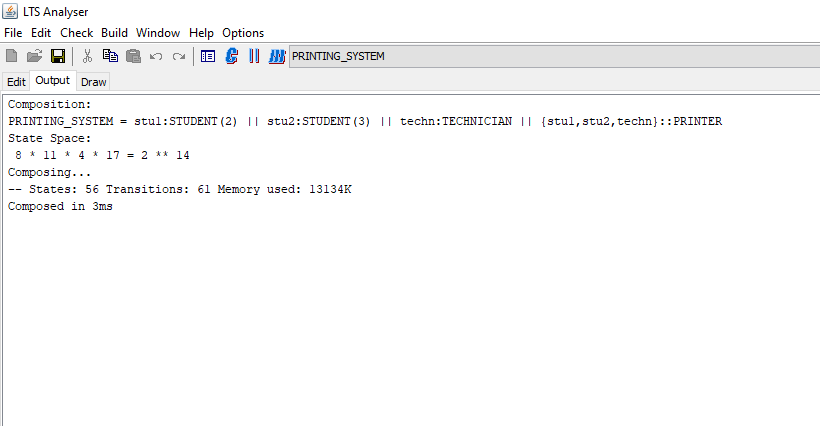 LTS Analyser
File Edit Check Build Window Help Options
PRINTING_SYSTEM
Edit Output Draw
Composition:
PRINTING_SYSTEM = stu1:STUDENT(2) || stu2:STUDENT(3) || techn:TECHNICIAN || {stu1,stu2,techn}::PRINTER
State Space:
8 * 11 * 4 * 17 = 2 ** 14
Composing...
-- States: 56 Transitions: 61 Memory used: 13134K
Composed in 3ms